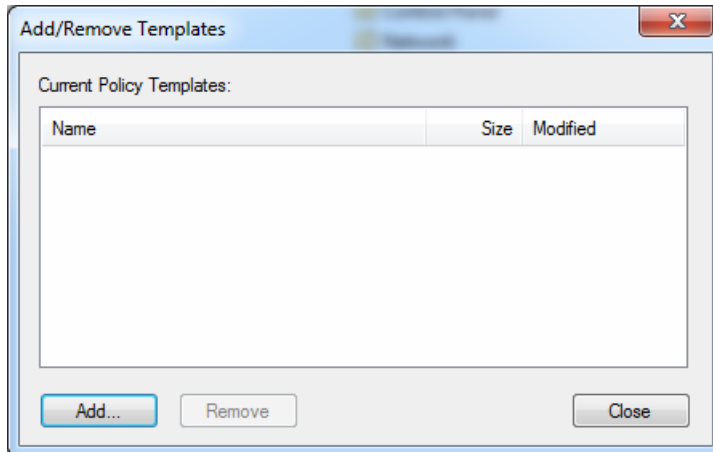 Add/Remove Templates
Current Policy Templates:
Name Size Modified
Add... Remove Close